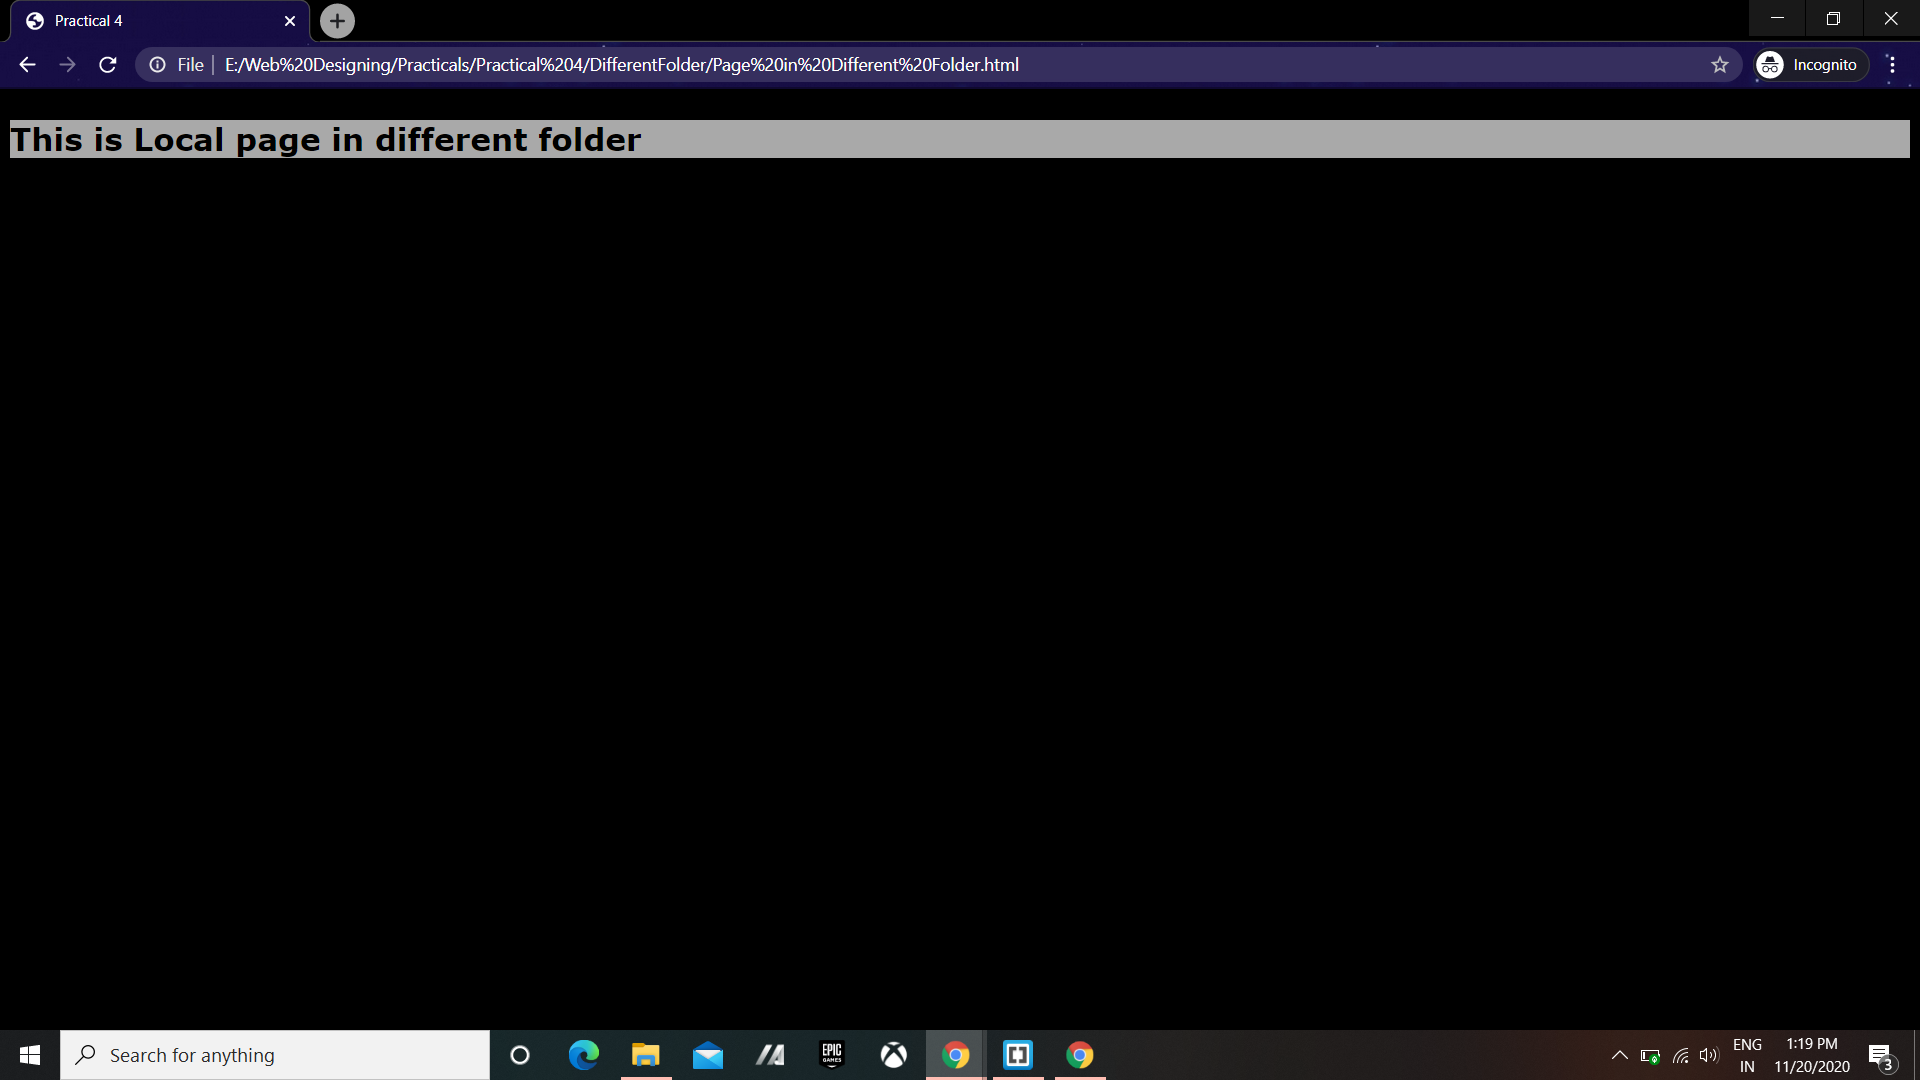 Practical 4
File | E:/Web%20Designing/Practicals/Practical%204/DifferentFolder/Page%20in%20Different%20Folder.html
Incognito
This is Local page in different folder
Search for anything
EPIC
GAMES
ENG
IN
1:19 PM
11/20/2020
3